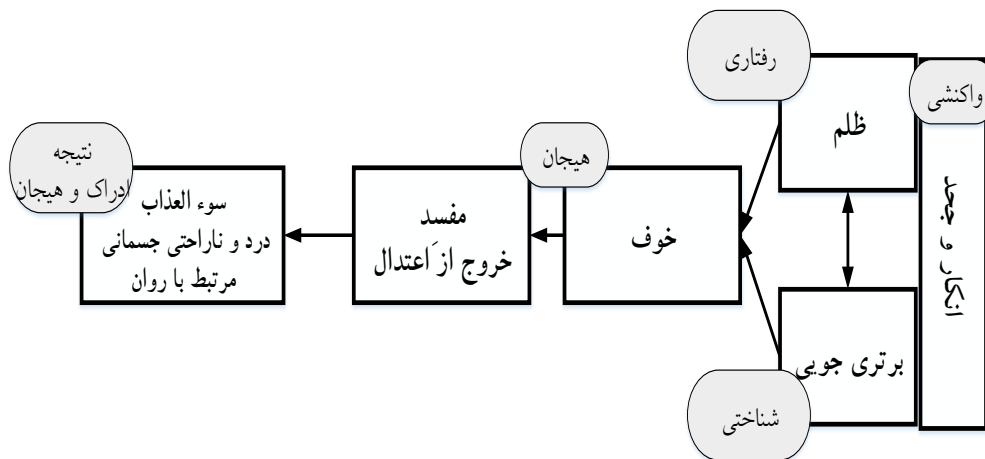 واکنشی
انکار و جحد
رفتاری
ظلم
برتری جویی
شناختی
هیجان
خوف
مفسد
خروج از اعتدال
نتیجه
ادراک و هیجان
سوء العذاب
درد و ناراحتی جسمانی
مرتبط با روان